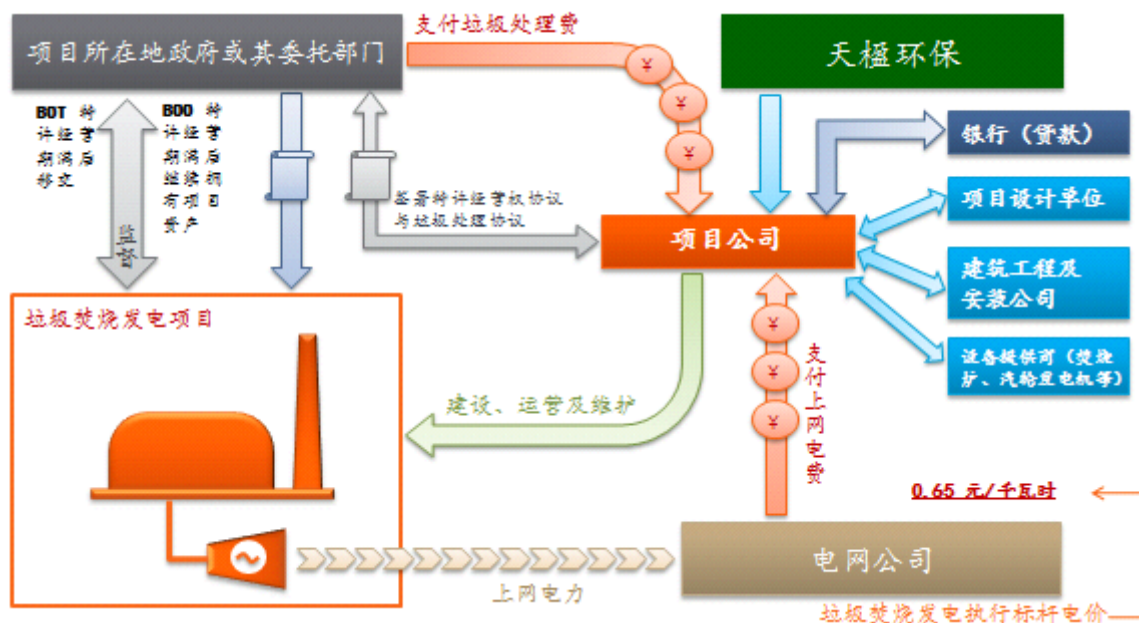 支付垃圾处理费
项目所在地政府或其委托部门
天楹环保
¥
¥
¥
BOT 特
许经营
期满后
移交
BOO 特
许经营
期满后
继续拥
有项目
资产
监督
签署特许经营权协议
与垃圾处理协议
银行（贷款）
项目设计单位
项目公司
建筑工程及
安装公司
设备提供商（焚烧
炉、汽轮发电机等）
垃圾焚烧发电项目
¥
¥
¥
支付上网电费
建设、运营及维护
0.65 元/千瓦时
电网公司
上网电力
垃圾焚烧发电执行标杆电价